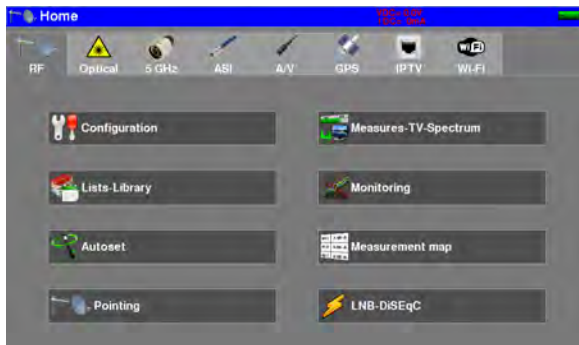 Home
RF Optical 5 GHz ASI A/V GPS IPTV WI-FI
Configuration Measures-TV-Spectrum
Lists-Library Monitoring
Autoset Measurement map
Pointing LNB-DiSEqC